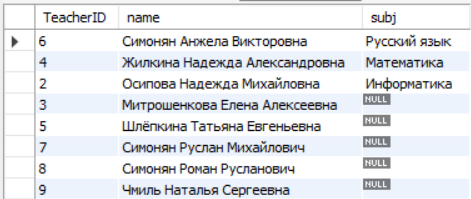 TeacherID name subj
6 Симонян Анжела Викторовна Русский язык
4 Жилкина Надежда Александровна Математика
2 Осипова Надежда Михайловна Информатика
3 Митрошенкова Елена Алексеевна NULL
5 Шлёпкина Татьяна Евгеньевна NULL
7 Симонян Руслан Михайлович NULL
8 Симонян Роман Русланович NULL
9 Чмиль Наталья Сергеевна NULL